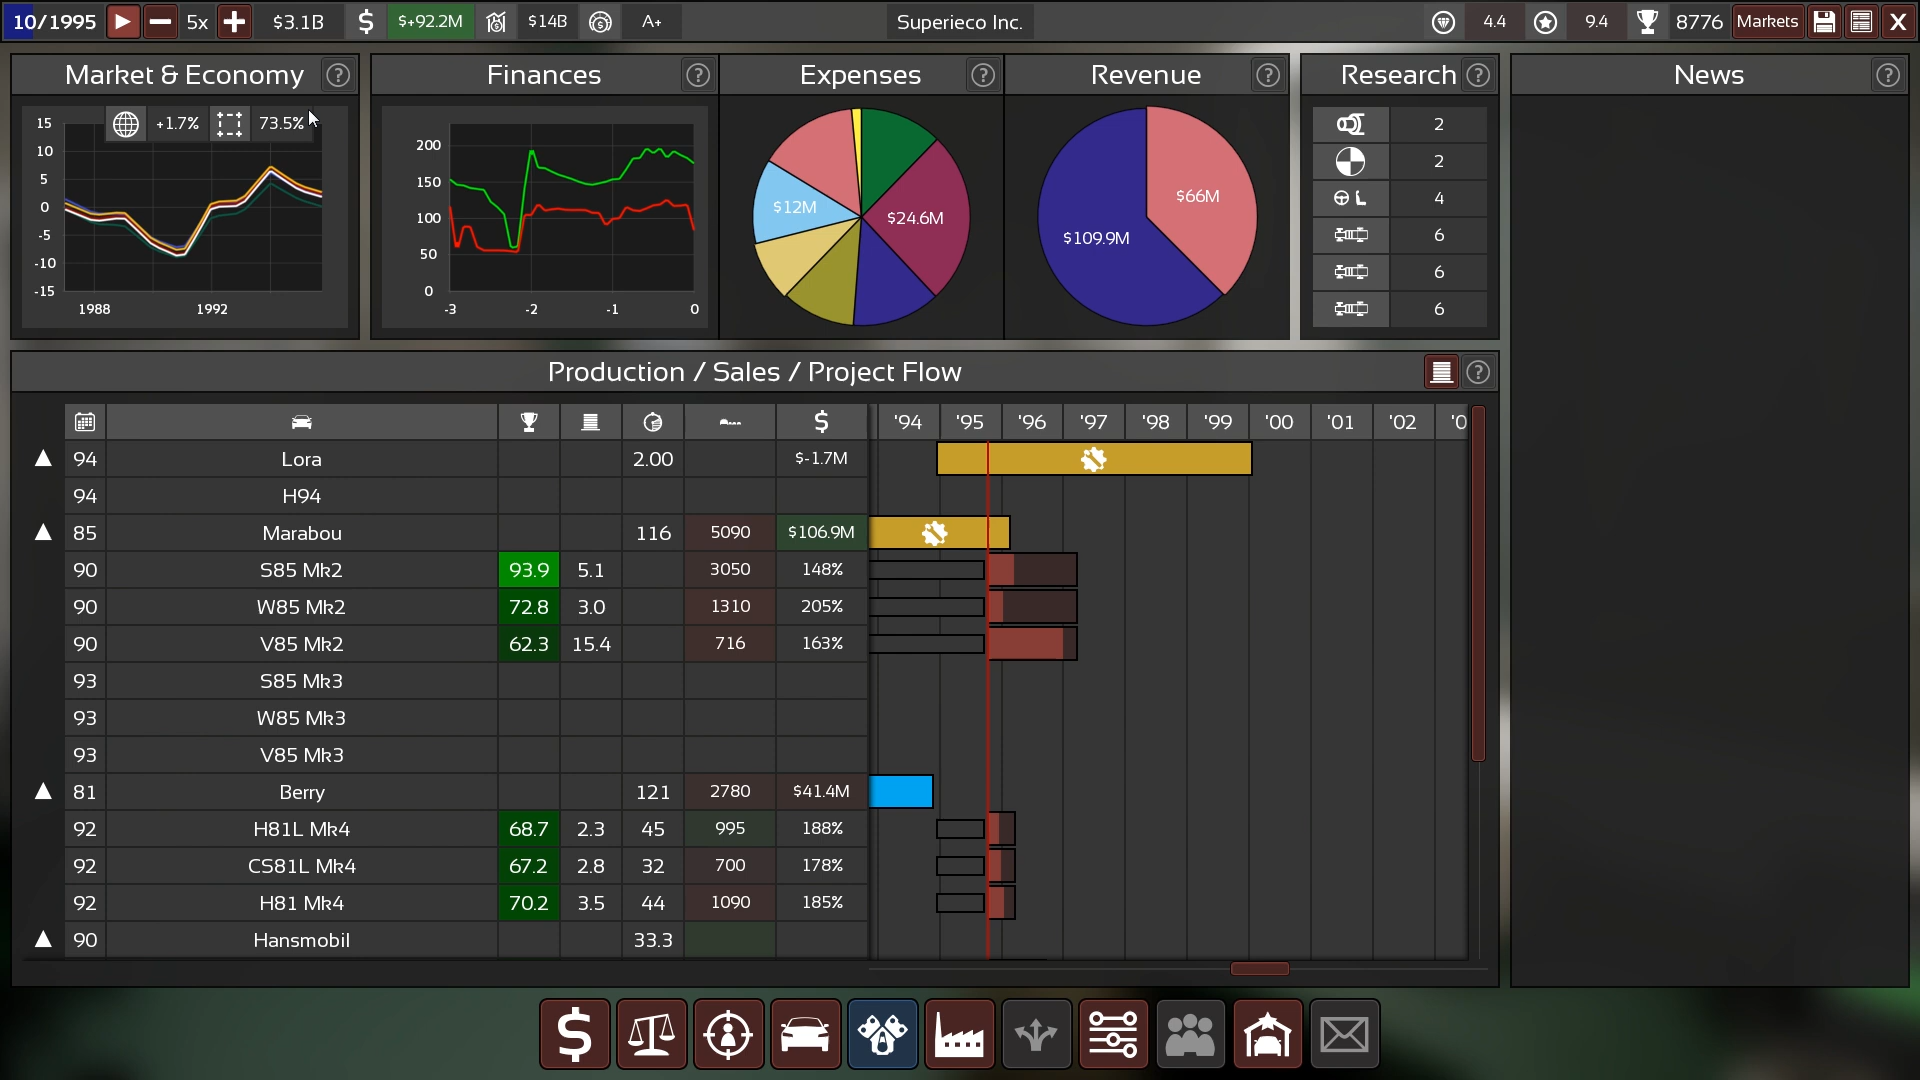 10/1995 5x $3.1B $+92.2M $14B A+ Superieco Inc. 4.4 9.4 8776 Markets X
Market & Economy ? Finances ? Expenses ? Revenue ? Research ? News ?
+1.7% 73.5%
15
10
5
0
-5
-10
-15
1988 1992
200
150
100
50
0
-3 -2 -1 0
$12M $24.6M
$66M
$109.9M
2
2
4
6
6
6
Production / Sales / Project Flow ?
$ '94 '95 '96 '97 '98 '99 '00 '01 '02 '0
94 Lora 2.00 $-1.7M
94 H94
85 Marabou 116 5090 $106.9M
90 S85 Mk2 93.9 5.1 3050 148%
90 W85 Mk2 72.8 3.0 1310 205%
90 V85 Mk2 62.3 15.4 716 163%
93 S85 Mk3
93 W85 Mk3
93 V85 Mk3
81 Berry 121 2780 $41.4M
92 H81L Mk4 68.7 2.3 45 995 188%
92 CS81L Mk4 67.2 2.8 32 700 178%
92 H81 Mk4 70.2 3.5 44 1090 185%
90 Hansmobil 33.3